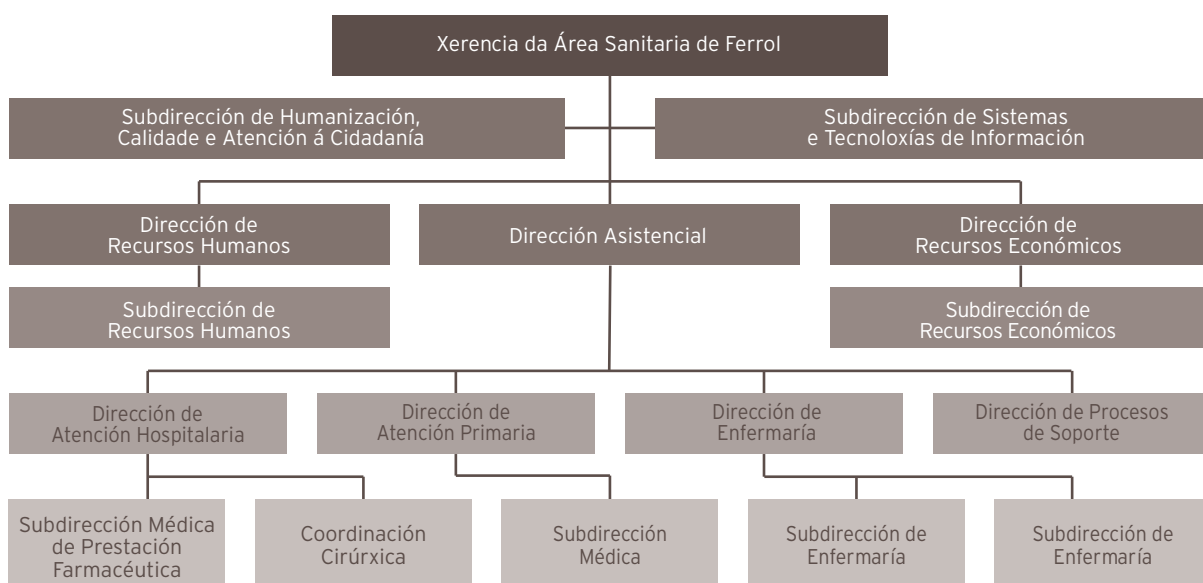 Xerencia da Área Sanitaria de Ferrol
Subdirección de Humanización,
Calidade e Atención á Cidadanía
Subdirección de Sistemas
e Tecnoloxías de Información
Dirección de
Recursos Humanos
Dirección Asistencial
Dirección de
Recursos Económicos
Subdirección de
Recursos Humanos
Subdirección de
Recursos Económicos
Dirección de
Atención Hospitalaria
Dirección de
Atención Primaria
Dirección de
Enfermaría
Dirección de Procesos
de Soporte
Subdirección Médica
de Prestación
Farmacéutica
Coordinación
Cirúrxica
Subdirección
Médica
Subdirección de
Enfermaría
Subdirección de
Enfermaría